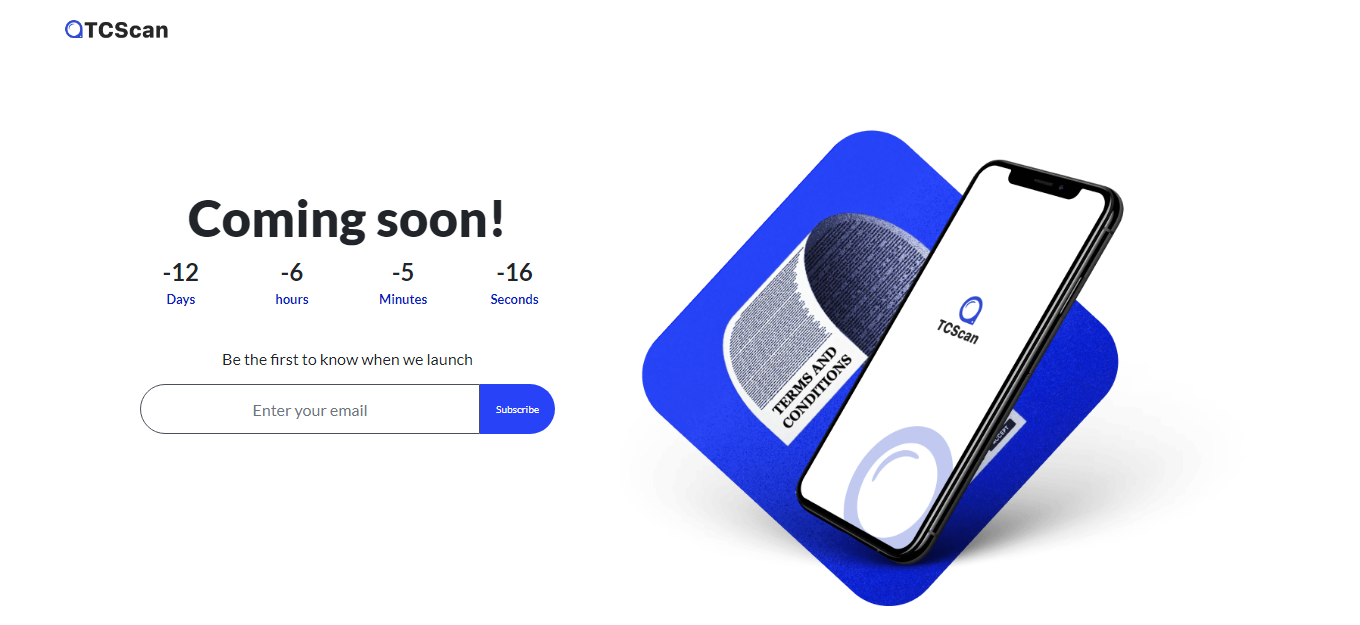 TCScan
Coming soon!
-12 -6 -5 -16
Days hours Minutes Seconds
Be the first to know when we launch
Enter your email Subscribe
TERMS AND
CONDITIONS
TCScan